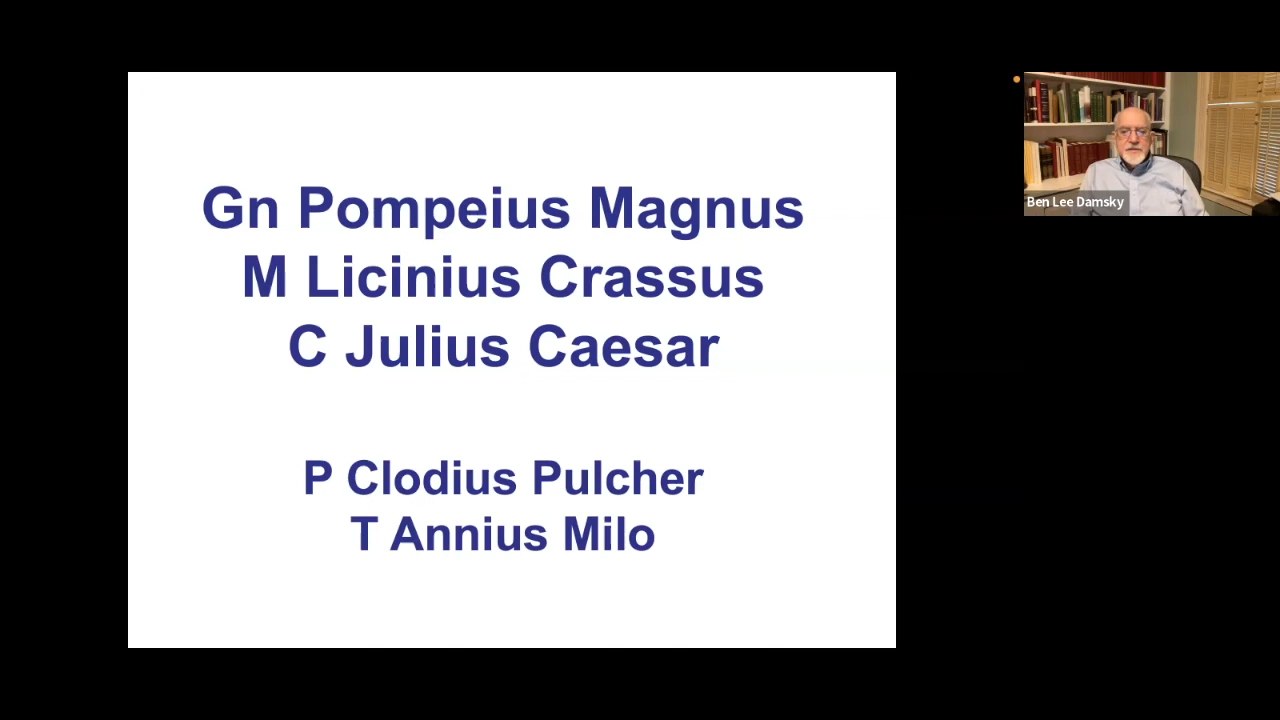 Gn Pompeius Magnus
M Licinius Crassus
C Julius Caesar
P Clodius Pulcher
T Annius Milo
Ben Lee Damsky